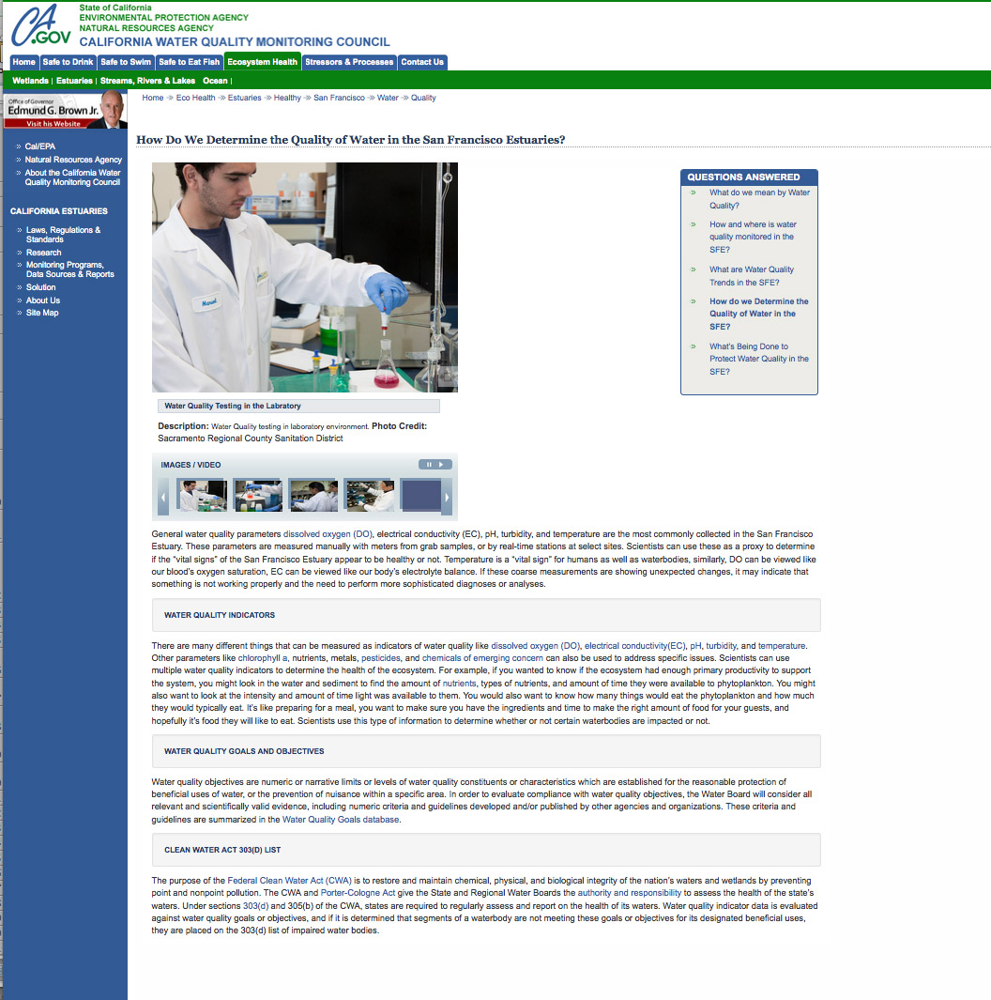 CA.GOV
State of California
ENVIRONMENTAL PROTECTION AGENCY
NATURAL RESOURCES AGENCY
CALIFORNIA WATER QUALITY MONITORING COUNCIL
Home Safe to Drink Safe to Swim Safe to Eat Fish Ecosystem Health Stressors & Processes Contact Us
Wetlands | Estuaries | Streams, Rivers & Lakes Ocean |
Office of Governor
Edmund G. Brown Jr.
Visit his Website
Home » Eco Health » Estuaries » Healthy » San Francisco » Water » Quality
» Cal/EPA
» Natural Resources Agency
» About the California Water
Quality Monitoring Council
CALIFORNIA ESTUARIES
» Laws, Regulations &
Standards
» Research
» Monitoring Programs,
Data Sources & Reports
» Solution
» About Us
» Site Map
How Do We Determine the Quality of Water in the San Francisco Estuaries?
Manuel
Water Quality Testing in the Labratory
Description: Water Quality testing in laboratory environment. Photo Credit:
Sacramento Regional County Sanitation District
IMAGES / VIDEO
QUESTIONS ANSWERED
» What do we mean by Water
Quality?
» How and where is water
quality monitored in the
SFE?
» What are Water Quality
Trends in the SFE?
» How do we Determine the
Quality of Water in the
SFE?
» What's Being Done to
Protect Water Quality in the
SFE?
General water quality parameters dissolved oxygen (DO), electrical conductivity (EC), pH, turbidity, and temperature are the most commonly collected in the San Francisco
Estuary. These parameters are measured manually with meters from grab samples, or by real-time stations at select sites. Scientists can use these as a proxy to determine
if the “vital signs” of the San Francisco Estuary appear to be healthy or not. Temperature is a “vital sign” for humans as well as waterbodies, similarly, DO can be viewed like
our blood’s oxygen saturation, EC can be viewed like our body’s electrolyte balance. If these coarse measurements are showing unexpected changes, it may indicate that
something is not working properly and the need to perform more sophisticated diagnoses or analyses.
WATER QUALITY INDICATORS
There are many different things that can be measured as indicators of water quality like dissolved oxygen (DO), electrical conductivity(EC), pH, turbidity, and temperature.
Other parameters like chlorophyll a, nutrients, metals, pesticides, and chemicals of emerging concern can also be used to address specific issues. Scientists can use
multiple water quality indicators to determine the health of the ecosystem. For example, if you wanted to know if the ecosystem had enough primary productivity to support
the system, you might look in the water and sediment to find the amount of nutrients, types of nutrients, and amount of time they were available to phytoplankton. You might
also want to look at the intensity and amount of time light was available to them. You would also want to know how many things would eat the phytoplankton and how much
they would typically eat. It’s like preparing for a meal, you want to make sure you have the ingredients and time to make the right amount of food for your guests, and
hopefully it’s food they will like to eat. Scientists use this type of information to determine whether or not certain waterbodies are impacted or not.
WATER QUALITY GOALS AND OBJECTIVES
Water quality objectives are numeric or narrative limits or levels of water quality constituents or characteristics which are established for the reasonable protection of
beneficial uses of water, or the prevention of nuisance within a specific area. In order to evaluate compliance with water quality objectives, the Water Board will consider all
relevant and scientifically valid evidence, including numeric criteria and guidelines developed and/or published by other agencies and organizations. These criteria and
guidelines are summarized in the Water Quality Goals database.
CLEAN WATER ACT 303(D) LIST
The purpose of the Federal Clean Water Act (CWA) is to restore and maintain chemical, physical, and biological integrity of the nation’s waters and wetlands by preventing
point and nonpoint pollution. The CWA and Porter-Cologne Act give the State and Regional Water Boards the authority and responsibility to assess the health of the state’s
waters. Under sections 303(d) and 305(b) of the CWA, states are required to regularly assess and report on the health of its waters. Water quality indicator data is evaluated
against water quality goals or objectives, and if it is determined that segments of a waterbody are not meeting these goals or objectives for its designated beneficial uses,
they are placed on the 303(d) list of impaired water bodies.